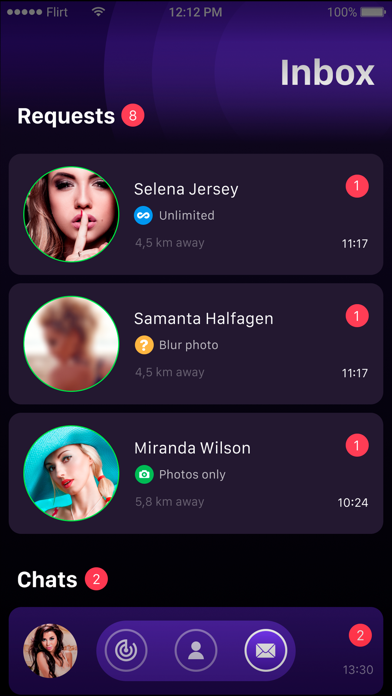 Flirt 12:12 PM 100%
Inbox
Requests 8
Selena Jersey 1
Unlimited
4,5 km away 11:17
Samanta Halfagen 1
? Blur photo
4,5 km away 11:17
Miranda Wilson 1
Photos only
5,8 km away 10:24
Chats 2
2
13:30